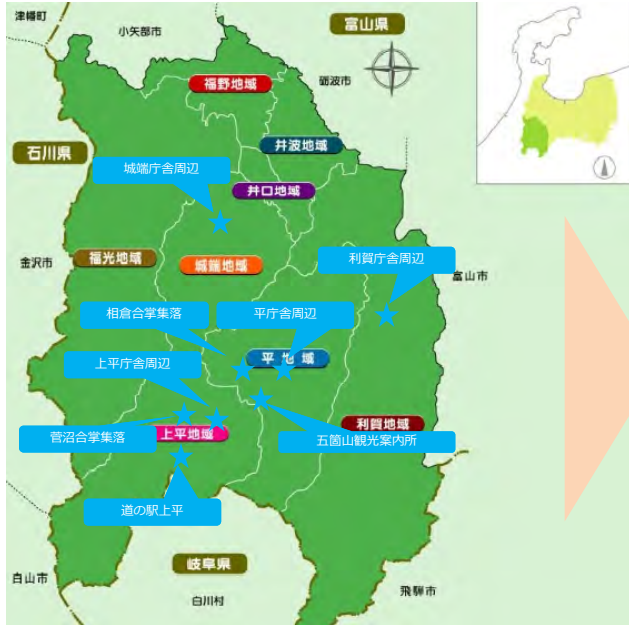 津幡町
小矢部市
富山県
福野地域
砺波市
井波地域
石川県
城端庁舎周辺
井口地域
金沢市
福光地域
城端地域
利賀庁舎周辺
富山市
相倉合掌集落
平庁舎周辺
上平庁舎周辺
平地域
利賀地域
菅沼合掌集落
上平地域
五箇山観光案内所
道の駅上平
岐阜県
白山市
白川村
飛騨市